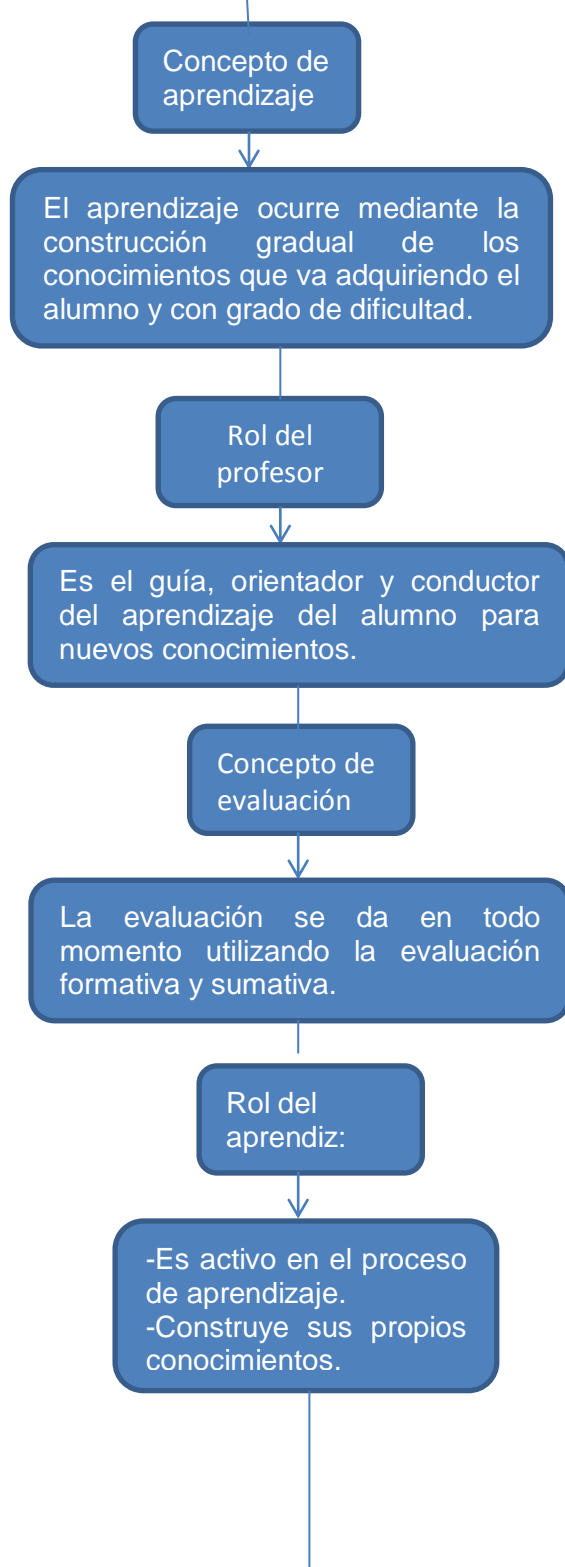 Concepto de
aprendizaje
El aprendizaje ocurre mediante la
construcción gradual de los
conocimientos que va adquiriendo el
alumno y con grado de dificultad.
Rol del
profesor
Es el guía, orientador y conductor
del aprendizaje del alumno para
nuevos conocimientos.
Concepto de
evaluación
La evaluación se da en todo
momento utilizando la evaluación
formativa y sumativa.
Rol del
aprendiz:
-Es activo en el proceso
de aprendizaje.
-Construye sus propios
conocimientos.